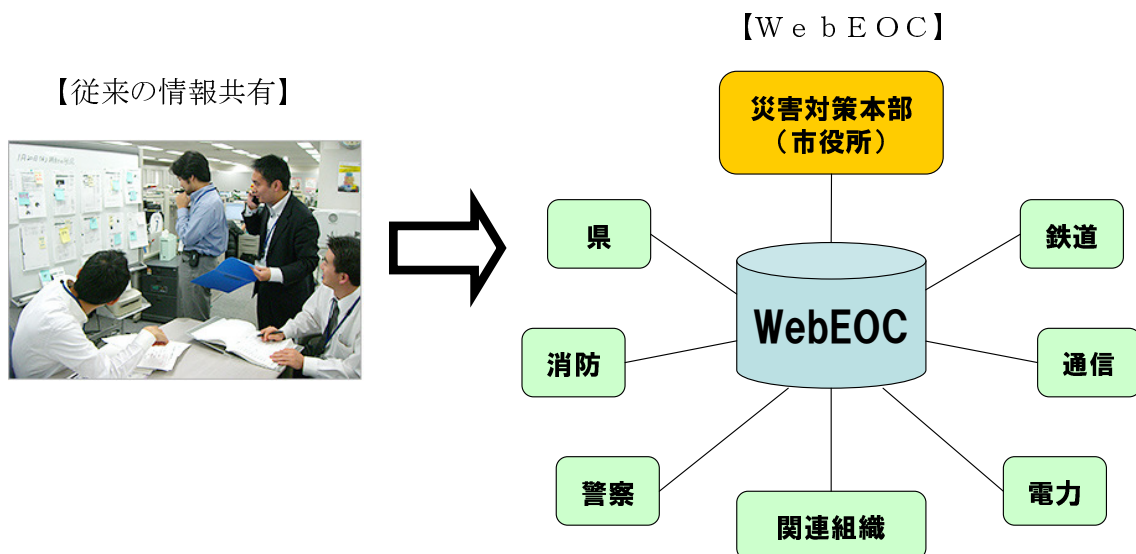 【ＷｅｂＥＯＣ】
【従来の情報共有】
災害対策本部
（市役所）
県
鉄道
WebEOC
消防
通信
警察
電力
関連組織